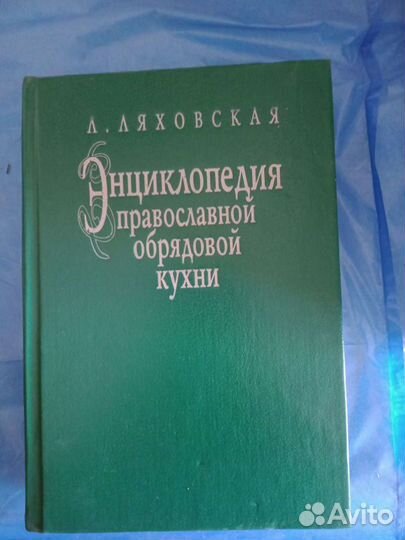 Л. ЛЯХОВСКАЯ
Энциклопедия
православной
обрядовой
кухни
Avito